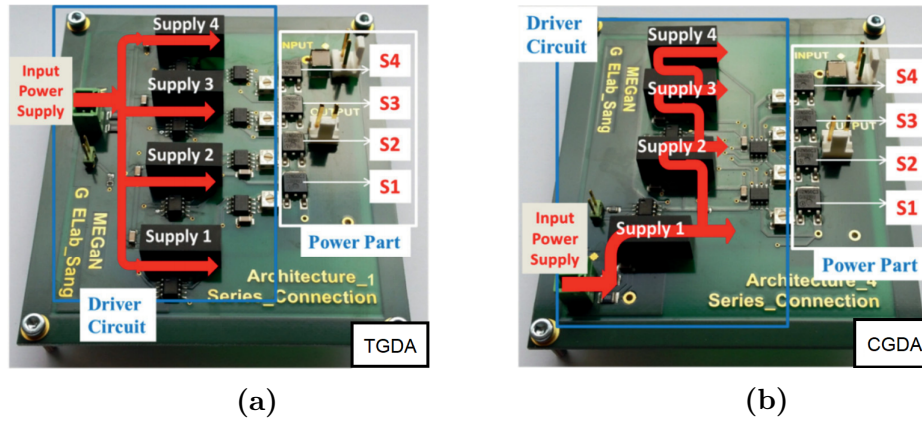 Supply 4
Input
Power
Supply
Supply 3
Supply 2
Supply 1
INPUT
S4
S3
S2
S1
Power Part
MEGaN
G ELab_Sang
Architecture_1
Series_Connection
Driver
Circuit
TGDA
(a)
Driver
Circuit
Supply 4
Supply 3
Supply 2
Supply 1
MEGaN
G ELab_Sang
Input
Power
Supply
INPUT
OUTPUT
S4
S3
S2
S1
Power Part
Architecture_4
Series_Connection
CGDA
(b)